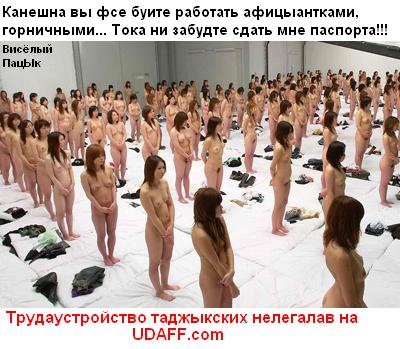 Канешна вы фсе буите работать афицыантками,
горничными... Тока ни забудте сдать мне паспорта!!!
Висёлый
ПацЫк
Трудаустройство таджыкских нелегалав на
UDAFF.com